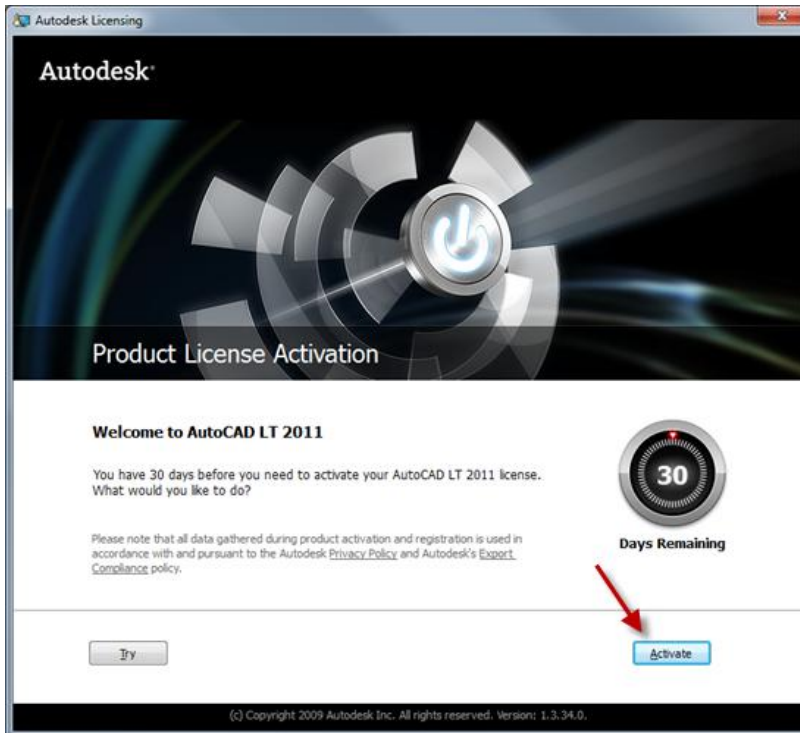 Autodesk Licensing
Autodesk®
Product License Activation
Welcome to AutoCAD LT 2011
You have 30 days before you need to activate your AutoCAD LT 2011 license.
What would you like to do?
30
Please note that all data gathered during product activation and registration is used in
accordance with and pursuant to the Autodesk Privacy Policy and Autodesk's Export
Compliance policy.
Days Remaining
Try
Activate
(c) Copyright 2009 Autodesk Inc. All rights reserved. Version: 1.3.34.0.